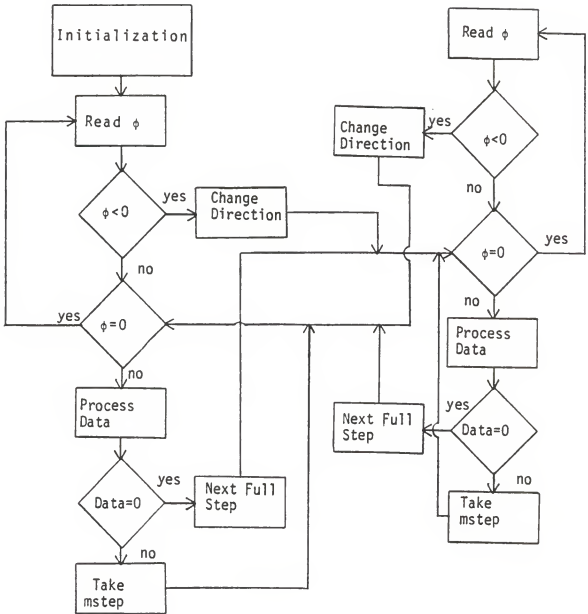 Initialization
Read φ
φ<0
yes
Change
Direction
no
φ=0
yes
no
Process
Data
Data=0
yes
Next Full
Step
no
Take
mstep
Read φ
φ<0
yes
Change
Direction
no
φ=0
yes
no
Process
Data
Data=0
yes
Next Full
Step
no
Take
mstep